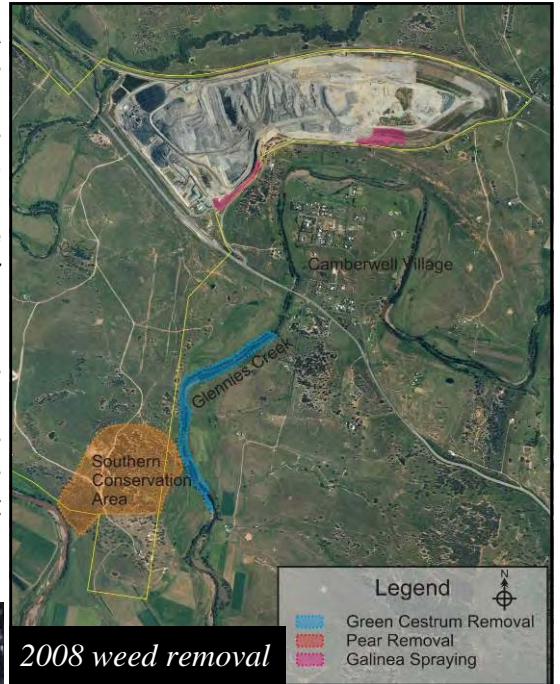 Camberwell Village
Glennies Creek
Southern
Conservation
Area
Legend
N
Green Cestrum Removal
Pear Removal
Galinea Spraying
2008 weed removal